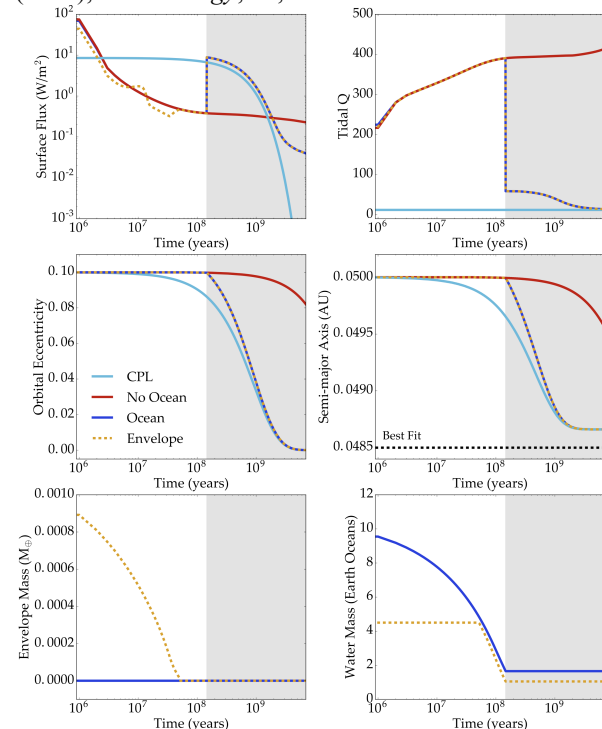 10² 10¹ 10⁰ 10⁻¹ 10⁻² 10⁻³
Surface Flux (W/m²)
10⁶ 10⁷ 10⁸ 10⁹
Time (years)
500 400 300 200 100 0
Tidal Q
10⁶ 10⁷ 10⁸ 10⁹
Time (years)
0.10 0.08 0.06 0.04 0.02 0.00
Orbital Eccentricity
CPL
No Ocean
Ocean
Envelope
10⁶ 10⁷ 10⁸ 10⁹
Time (years)
0.0500 0.0495 0.0490 0.0485
Semi-major Axis (AU)
Best Fit
10⁶ 10⁷ 10⁸ 10⁹
Time (years)
0.0010 0.0008 0.0006 0.0004 0.0002 0.0000
Envelope Mass (M⊕)
10⁶ 10⁷ 10⁸ 10⁹
Time (years)
12 10 8 6 4 2 0
Water Mass (Earth Oceans)
10⁶ 10⁷ 10⁸ 10⁹
Time (years)